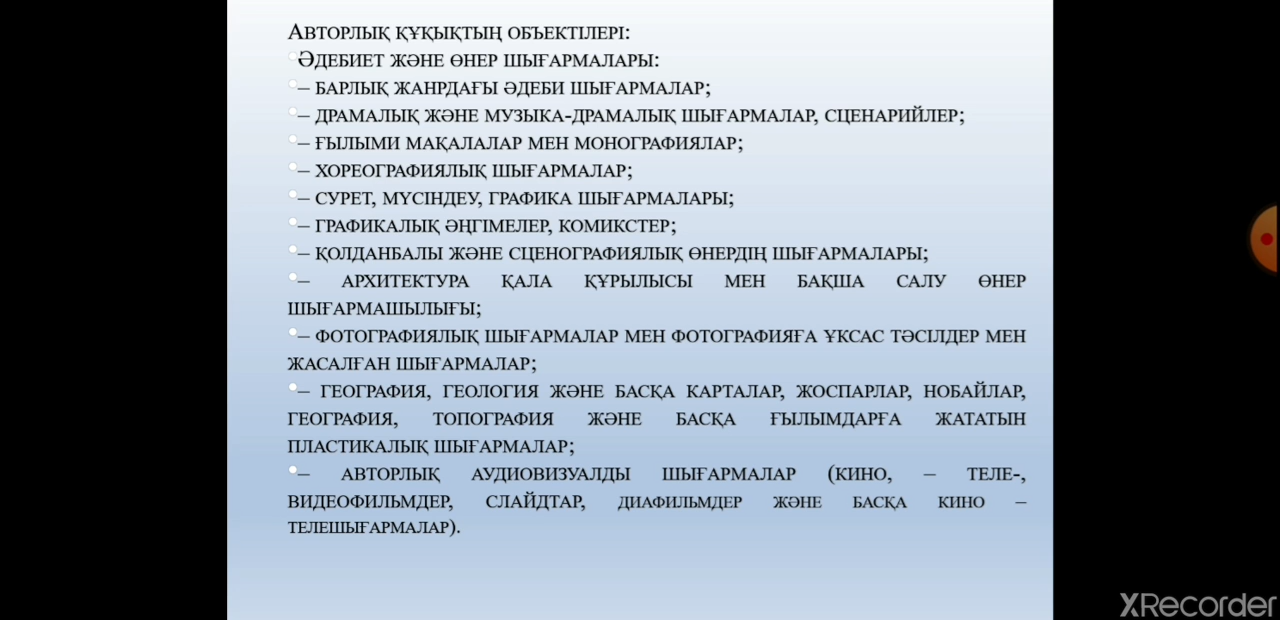 АВТОРЛЫҚ ҚҰҚЫҚТЫҢ ОБЪЕКТІЛЕРІ:
ӘДЕБИЕТ ЖӘНЕ ӨНЕР ШЫҒАРМАЛАРЫ:
– БАРЛЫҚ ЖАНРДАҒЫ ӘДЕБИ ШЫҒАРМАЛАР;
– ДРАМАЛЫҚ ЖӘНЕ МУЗЫКА-ДРАМАЛЫҚ ШЫҒАРМАЛАР, СЦЕНАРИЙЛЕР;
– ҒЫЛЫМИ МАҚАЛАЛАР МЕН МОНОГРАФИЯЛАР;
– ХОРЕОГРАФИЯЛЫҚ ШЫҒАРМАЛАР;
– СУРЕТ, МҮСІНДЕУ, ГРАФИКА ШЫҒАРМАЛАРЫ;
– ГРАФИКАЛЫҚ ӘҢГІМЕЛЕР, КОМИКСТЕР;
– ҚОЛДАНБАЛЫ ЖӘНЕ СЦЕНОГРАФИЯЛЫҚ ӨНЕРДІҢ ШЫҒАРМАЛАРЫ;
– АРХИТЕКТУРА ҚАЛА ҚҰРЫЛЫСЫ МЕН БАҚША САЛУ ӨНЕР
ШЫҒАРМАШЫЛЫҒЫ;
– ФОТОГРАФИЯЛЫҚ ШЫҒАРМАЛАР МЕН ФОТОГРАФИЯҒА ҰКСАС ТӘСІЛДЕР МЕН
ЖАСАЛҒАН ШЫҒАРМАЛАР;
– ГЕОГРАФИЯ, ГЕОЛОГИЯ ЖӘНЕ БАСҚА КАРТАЛАР, ЖОСПАРЛАР, НОБАЙЛАР,
ГЕОГРАФИЯ, ТОПОГРАФИЯ ЖӘНЕ БАСҚА ҒЫЛЫМДАРҒА ЖАТАТЫН
ПЛАСТИКАЛЫҚ ШЫҒАРМАЛАР;
– АВТОРЛЫҚ АУДИОВИЗУАЛДЫ ШЫҒАРМАЛАР (КИНО, – ТЕЛЕ-,
ВИДЕОФИЛЬМДЕР, СЛАЙДТАР, ДИАФИЛЬМДЕР ЖӘНЕ БАСҚА КИНО –
ТЕЛЕШЫҒАРМАЛАР).
XRecorder